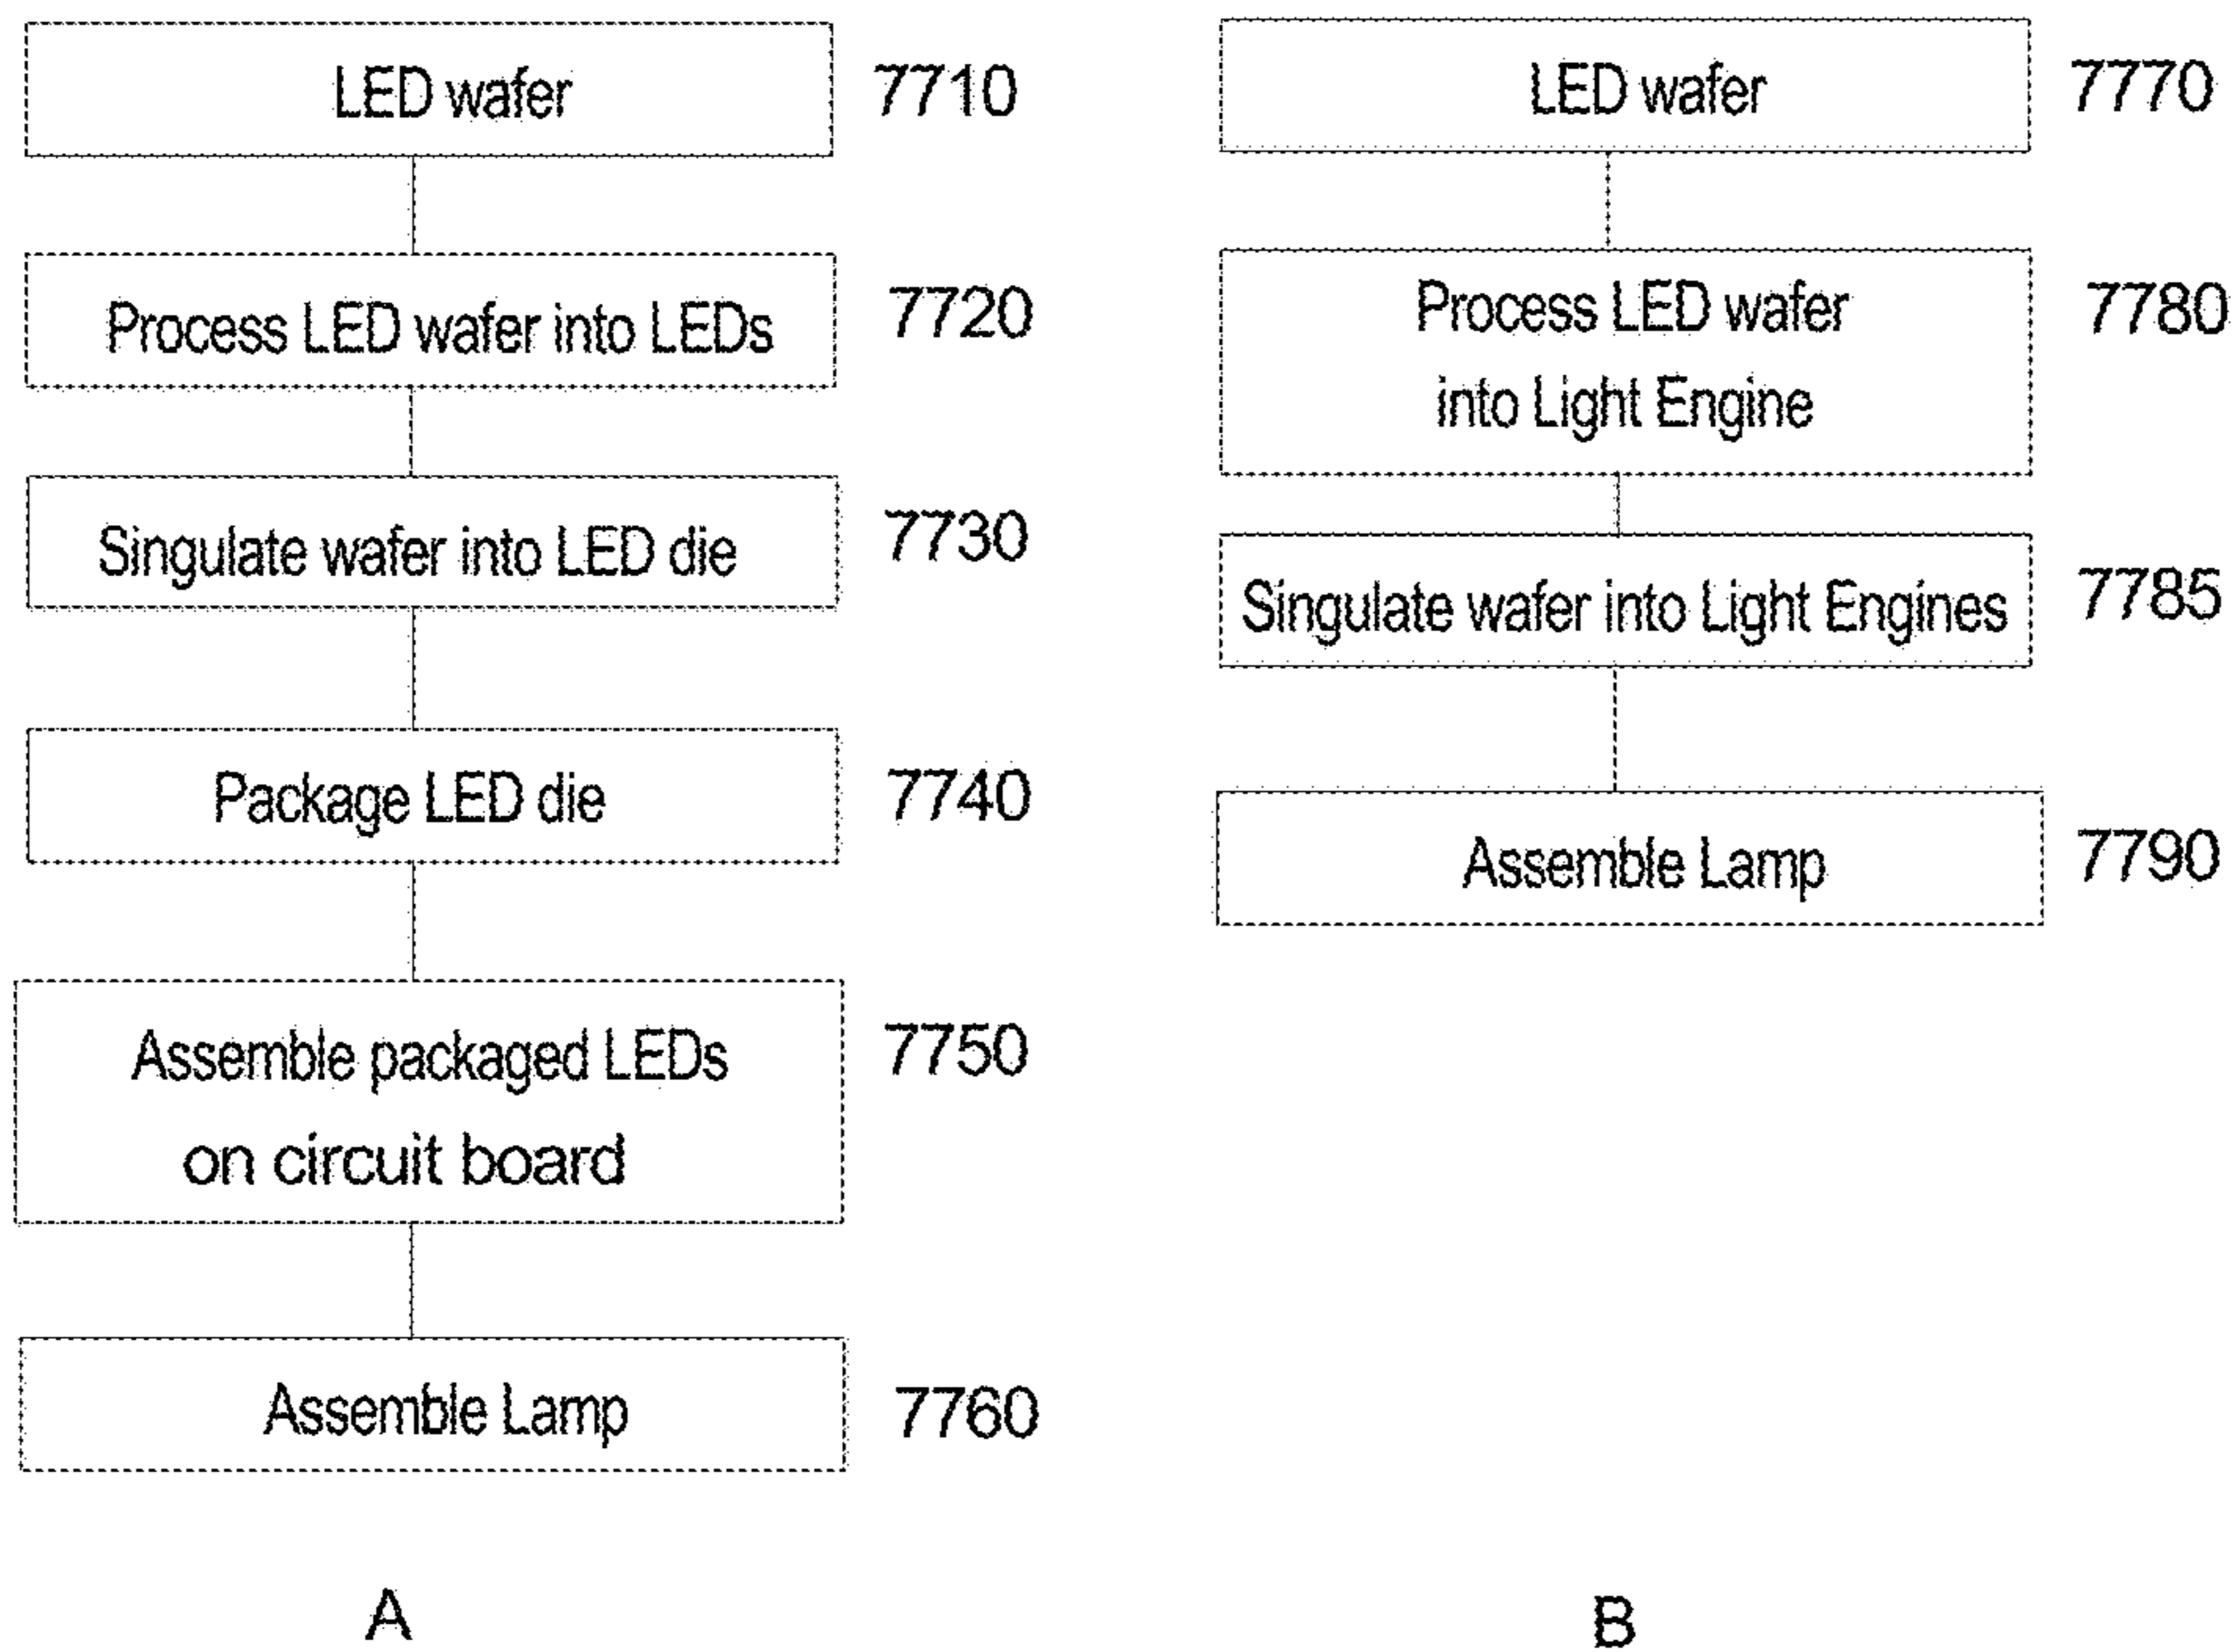 LED wafer
7710
Process LED wafer into LEDs
7720
Singulate wafer into LED die
7730
Package LED die
7740
Assemble packaged LEDs
on circuit board
7750
Assemble Lamp
7760
A
LED wafer
7770
Process LED wafer
into Light Engine
7780
Singulate wafer into Light Engines
7785
Assemble Lamp
7790
B